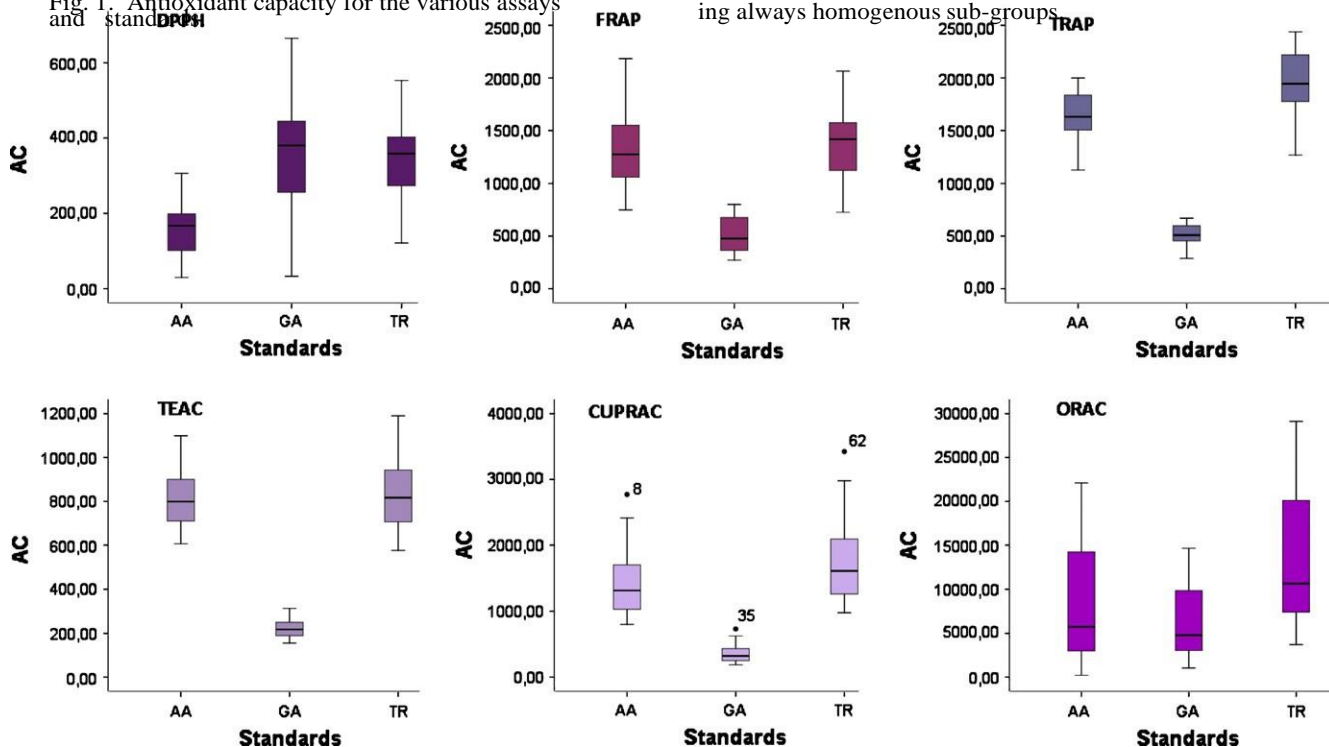 Fig. 1. Antioxidant capacity for the various assays
and standards
ing always homogenous sub-groups
DPPH
600,00
400,00
200,00
0,00
AC
AA GA TR
Standards
FRAP
2500,00
2000,00
1500,00
1000,00
500,00
0,00
AC
AA GA TR
Standards
TRAP
2500,00
2000,00
1500,00
1000,00
500,00
0,00
AC
AA GA TR
Standards
TEAC
1200,00
1000,00
800,00
600,00
400,00
200,00
0,00
AC
AA GA TR
Standards
CUPRAC
4000,00
3000,00
2000,00
1000,00
0,00
AC
8
35
62
AA GA TR
Standards
ORAC
30000,00
25000,00
20000,00
15000,00
10000,00
5000,00
0,00
AC
AA GA TR
Standards